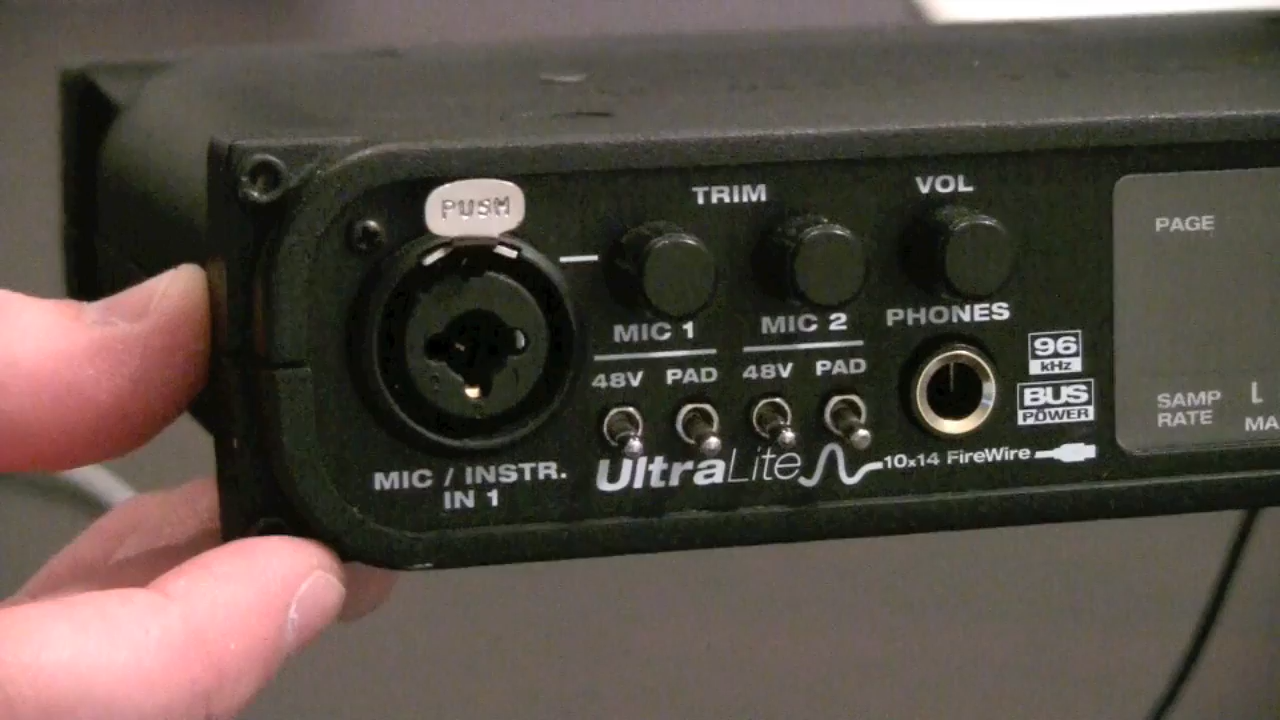 PUSH
TRIM
VOL
MIC 1
MIC 2
PHONES
48V PAD
48V PAD
96
kHz
BUS
POWER
MIC / INSTR.
IN 1
UltraLite
10x14 FireWire
PAGE
SAMP
RATE
L
MA